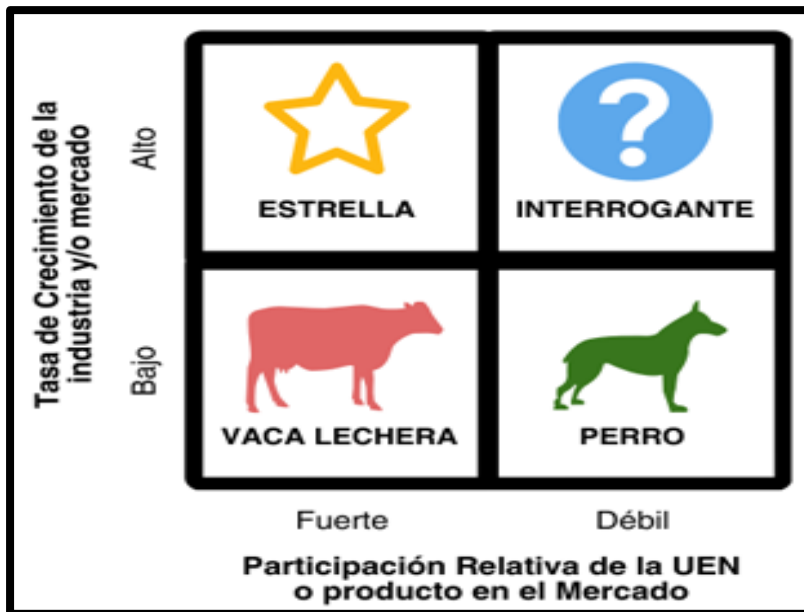 Tasa de Crecimiento de la
industria y/o mercado
Alto
?
ESTRELLA
INTERROGANTE
Bajo
VACA LECHERA
PERRO
Fuerte
Débil
Participación Relativa de la UEN
o producto en el Mercado